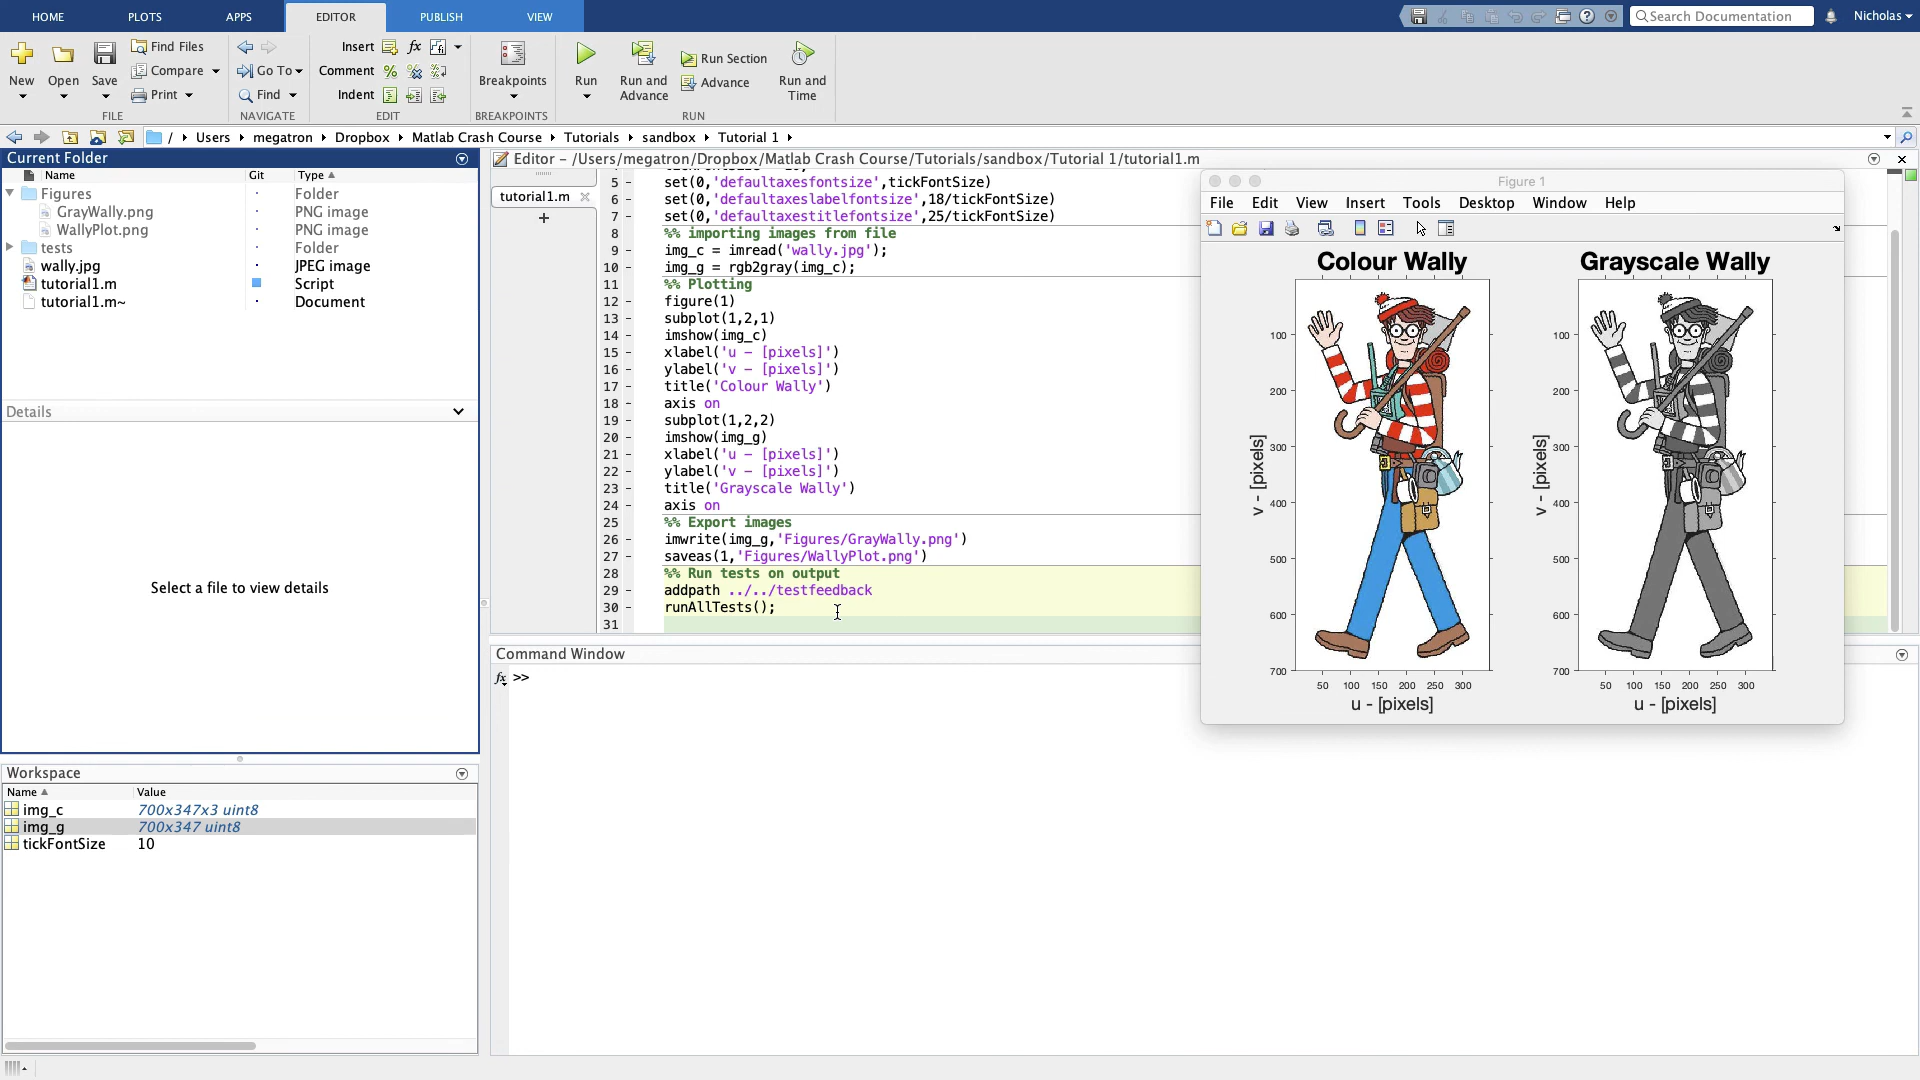 HOME PLOTS APPS EDITOR PUBLISH VIEW Search Documentation Nicholas
New Open Save Find Files Compare Print
Go To Find
Insert fx
Comment
Indent
Breakpoints Run Run and Advance Run Section Advance Run and Time
FILE NAVIGATE EDIT BREAKPOINTS RUN
/ Users megatron Dropbox Matlab Crash Course Tutorials sandbox Tutorial 1
Current Folder
Name Git Type
Figures Folder
GrayWally.png PNG image
WallyPlot.png PNG image
tests Folder
wally.jpg JPEG image
tutorial1.m Script
tutorial1.m~ Document
Details
Select a file to view details
Workspace
Name Value
img_c 700x347x3 uint8
img_g 700x347 uint8
tickFontSize 10
Editor - /Users/megatron/Dropbox/Matlab Crash Course/Tutorials/sandbox/Tutorial 1/tutorial1.m
tutorial1.m
+
5 - set(0,'defaultaxesfontsize',tickFontSize)
6 - set(0,'defaultaxeslabelfontsize',18/tickFontSize)
7 - set(0,'defaultaxestitlefontsize',25/tickFontSize)
8 %% importing images from file
9 - img_c = imread('wally.jpg');
10 - img_g = rgb2gray(img_c);
11 %% Plotting
12 - figure(1)
13 - subplot(1,2,1)
14 - imshow(img_c)
15 - xlabel('u - [pixels]')
16 - ylabel('v - [pixels]')
17 - title('Colour Wally')
18 - axis on
19 - subplot(1,2,2)
20 - imshow(img_g)
21 - xlabel('u - [pixels]')
22 - ylabel('v - [pixels]')
23 - title('Grayscale Wally')
24 - axis on
25 %% Export images
26 - imwrite(img_g,'Figures/GrayWally.png')
27 - saveas(1,'Figures/WallyPlot.png')
28 %% Run tests on output
29 - addpath ../../testfeedback
30 - runAllTests();
31
Command Window
fx >>
Figure 1
File Edit View Insert Tools Desktop Window Help
Colour Wally
100
200
300
400
500
600
700
v - [pixels]
50 100 150 200 250 300
u - [pixels]
Grayscale Wally
100
200
300
400
500
600
700
v - [pixels]
50 100 150 200 250 300
u - [pixels]